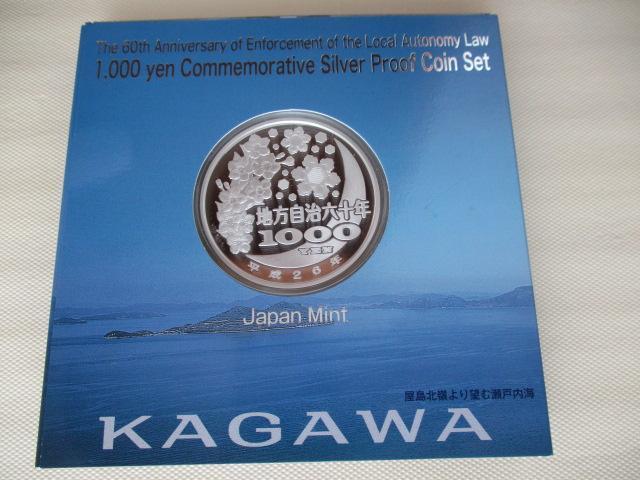 The 60th Anniversary of Enforcement of the Local Autonomy Law
1.000 yen Commemorative Silver Proof Coin Set
地方自治六十年
1000
YEN
平成26年
Japan Mint
屋島北嶺より望む瀬戸内海
KAGAWA